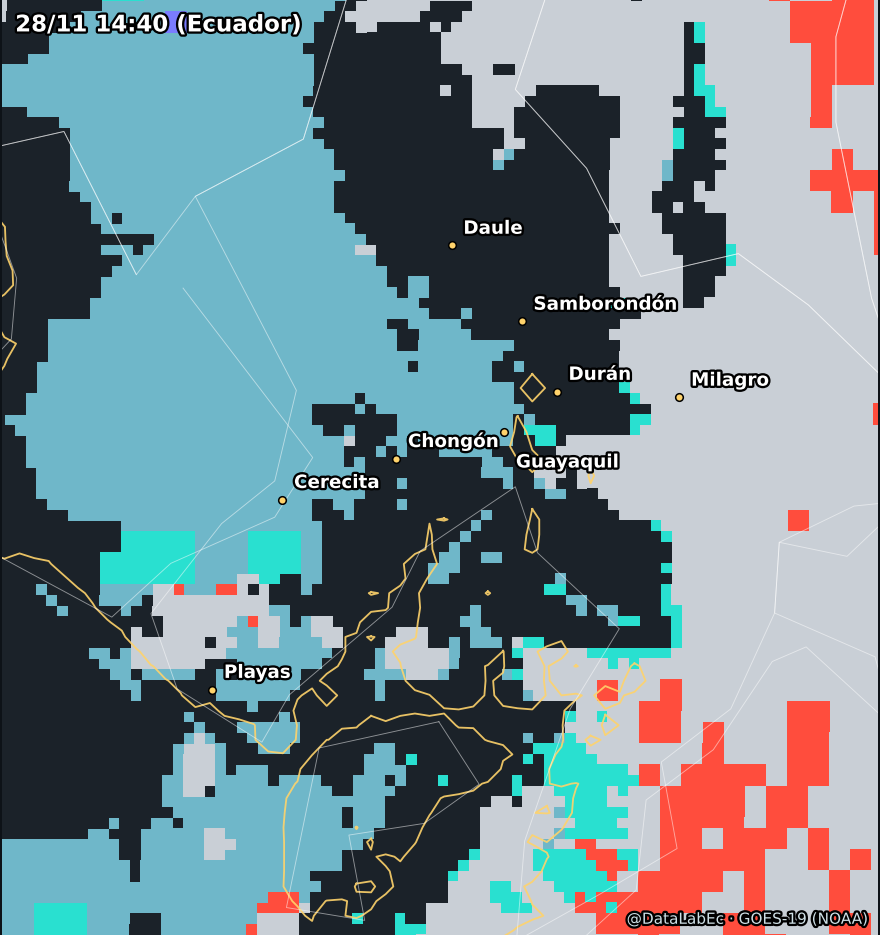 28/11 14:40 (Ecuador)
Daule
Samborondón
Durán
Milagro
Chongón
Guayaquil
Cerecita
Playas
@DataLabEc · GOES-19 (NOAA)